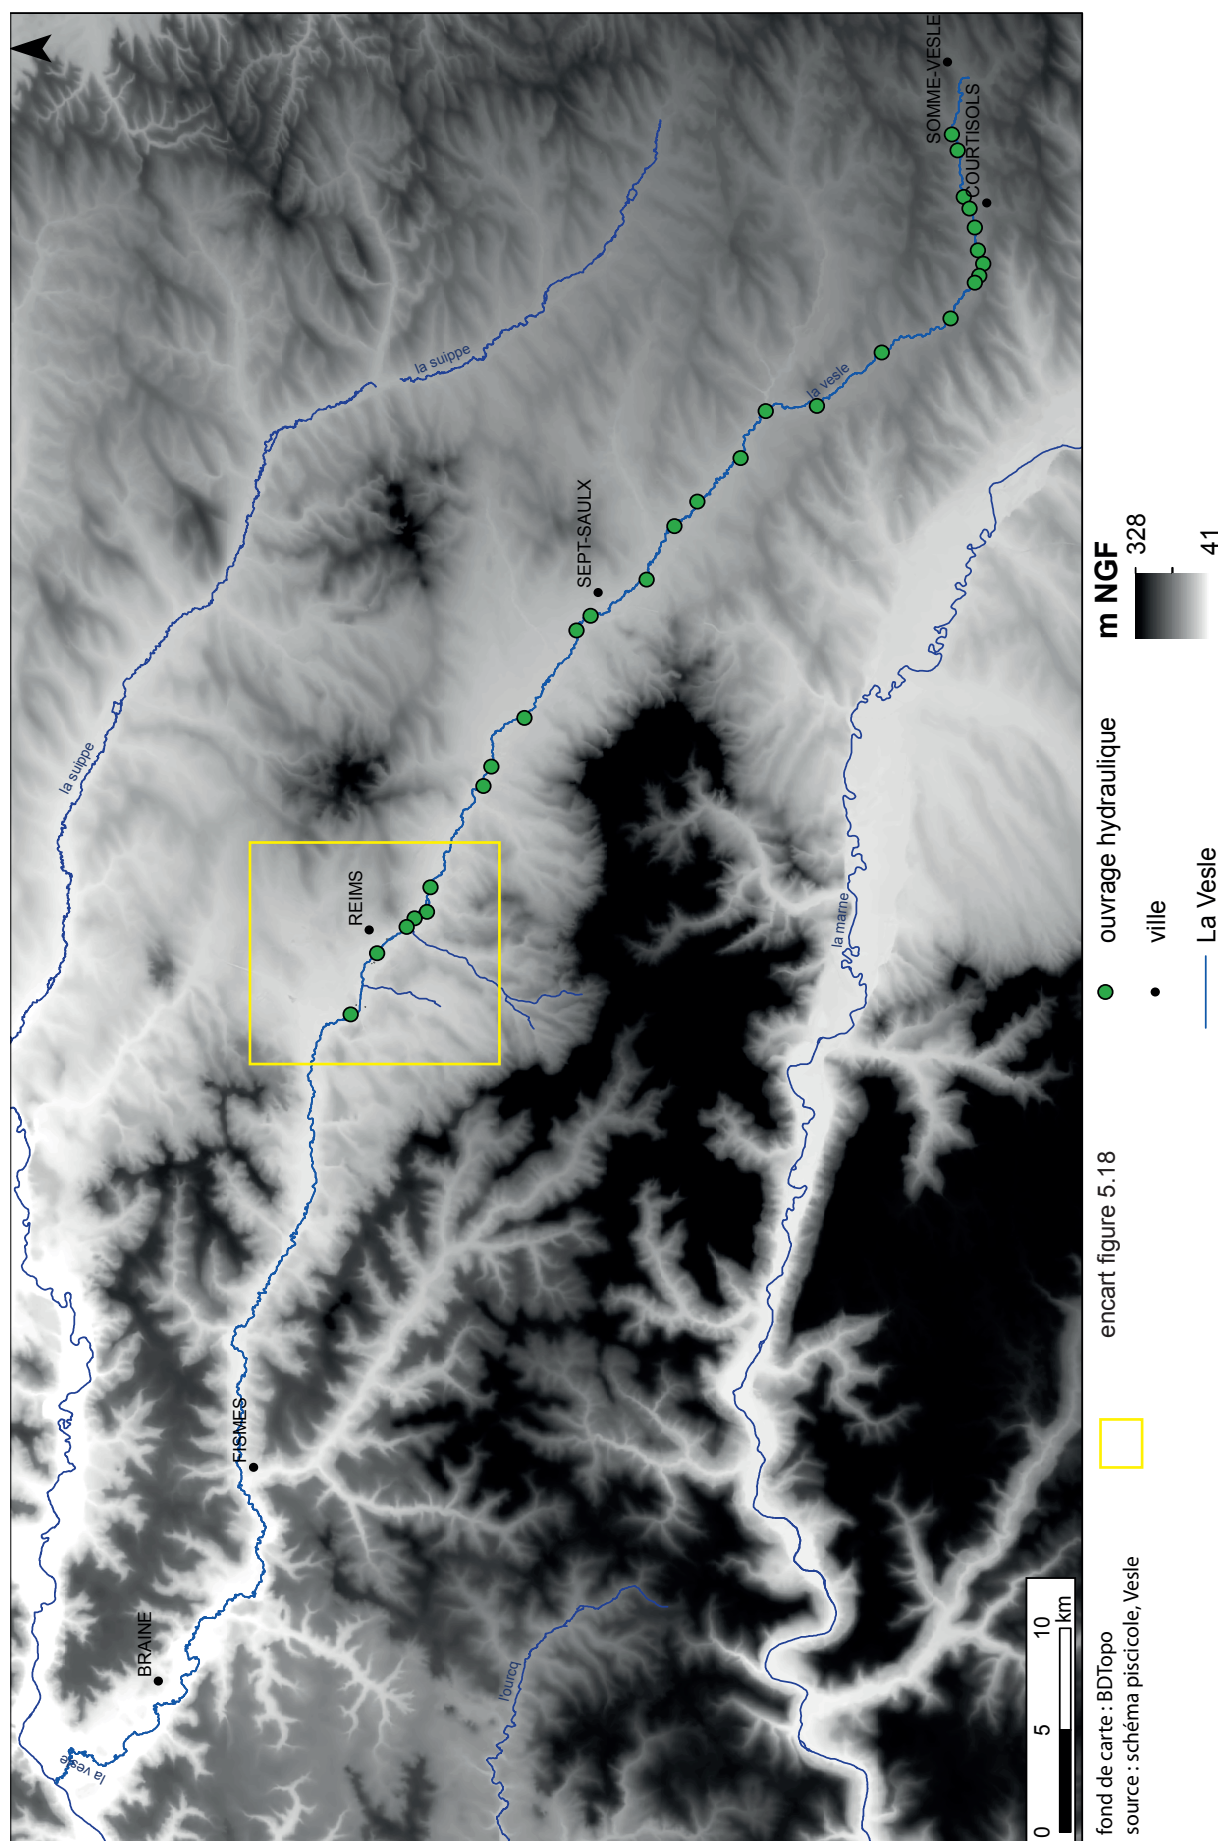 la suippe
la suippe
la vesle
la vesle
la marne
l'ourcq
BRAINE
FISMES
REIMS
SEPT-SAULX
SOMME-VESLE
COURTISOLS
0 5 10
km
fond de carte : BDTopo
source : schéma piscicole, Vesle
encart figure 5.18
ouvrage hydraulique
ville
La Vesle
m NGF
328
41